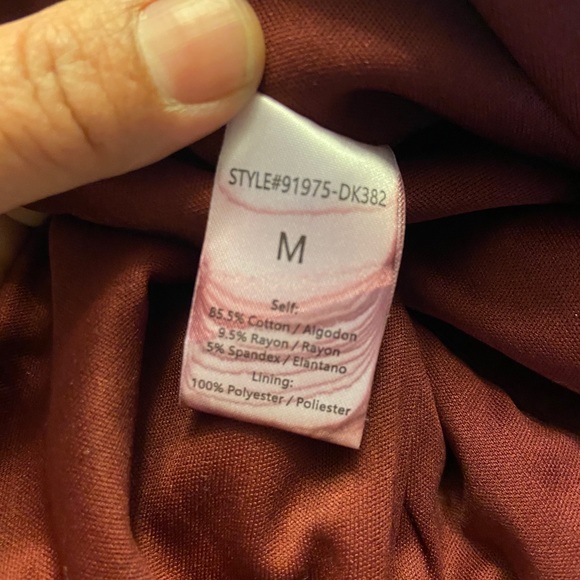 STYLE#91975-DK382
M
Self:
85.5% Cotton / Algodon
9.5% Rayon / Rayon
5% Spandex / Elantano
Lining:
100% Polyester / Poliester